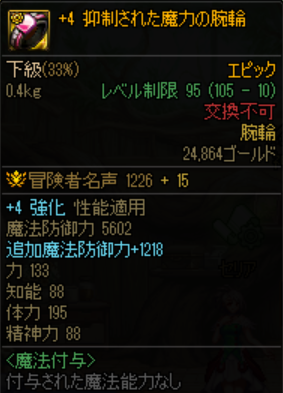 +4 抑制された魔力の腕輪
下級(33%) エピック
0.4kg レベル制限 95 (105 - 10)
交換不可
腕輪
24,864ゴールド
冒険者名声 1226 + 15
+4 強化 性能適用
魔法防御力 5602
追加魔法防御力+1218
力 133
知能 88
体力 195
精神力 88
<魔法付与>
付与された魔法能力なし